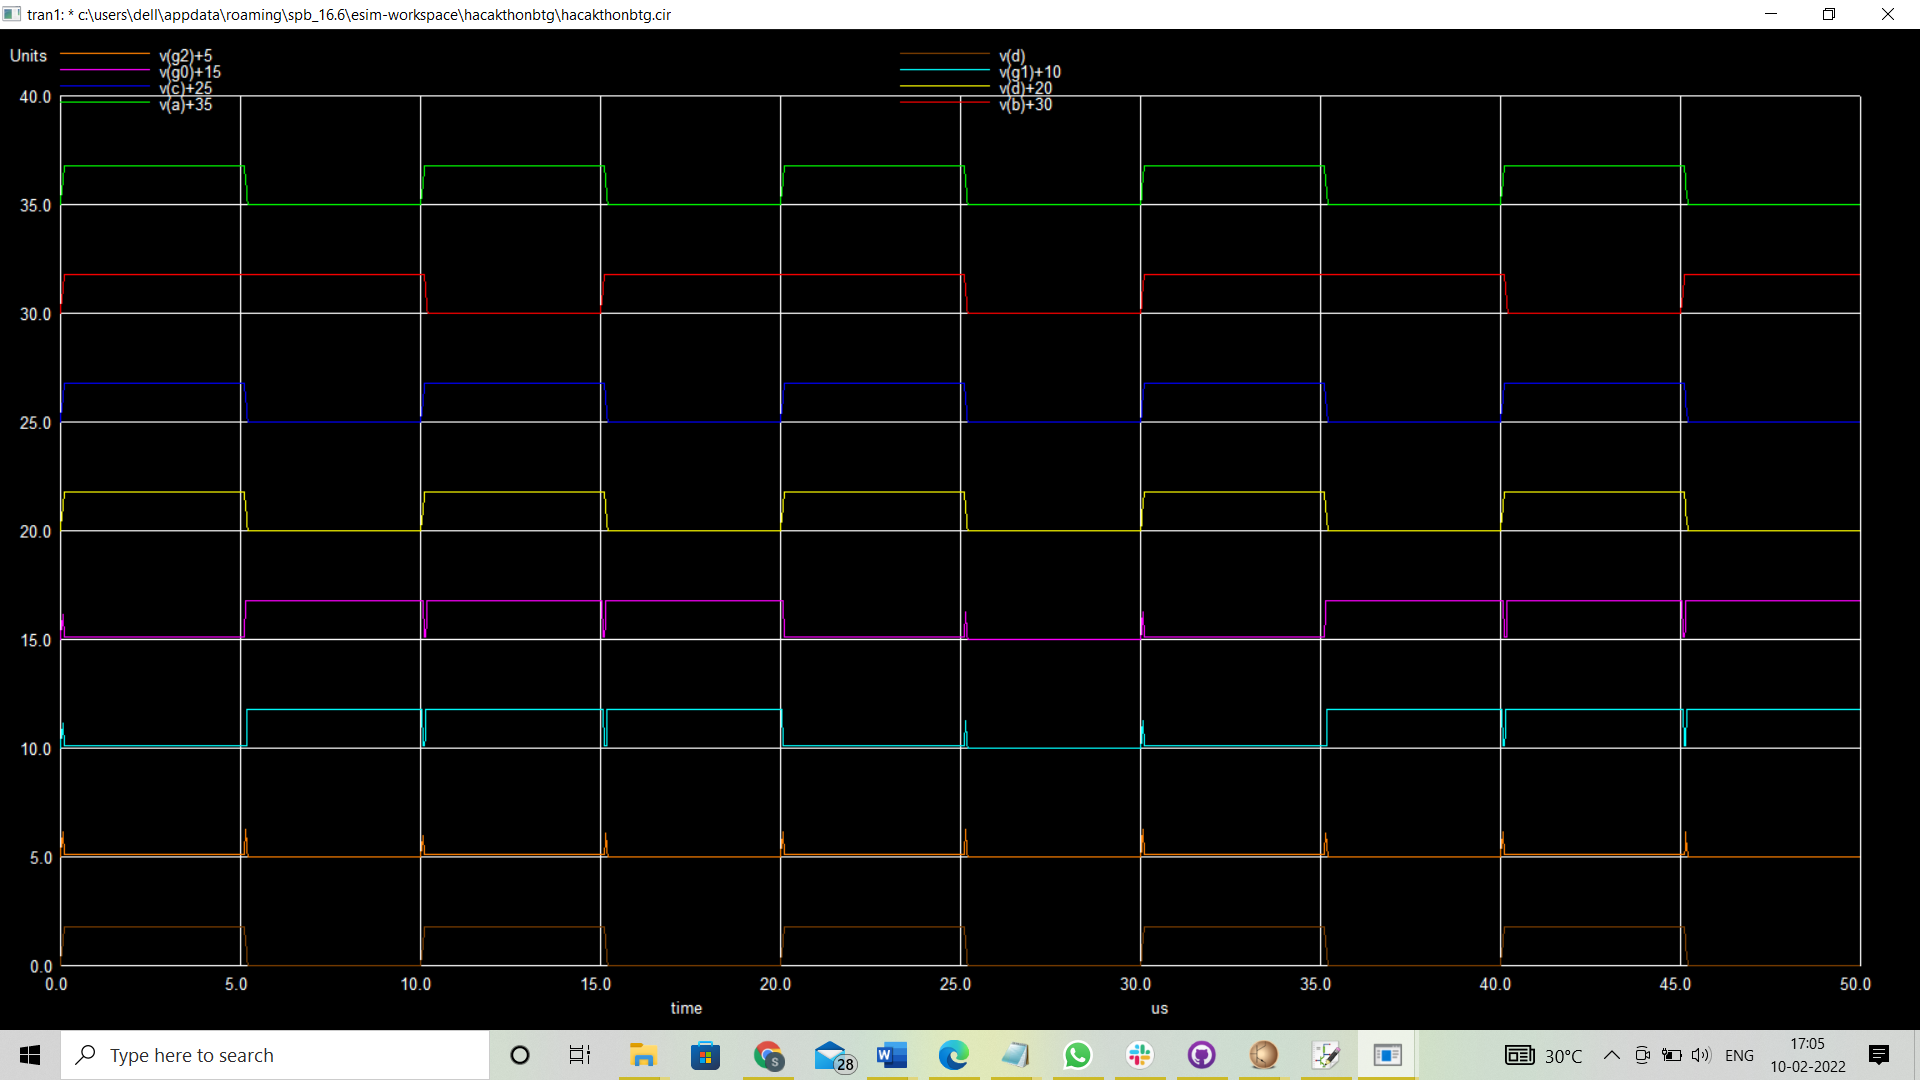 tran1: * c:\users\dell\appdata\roaming\spb_16.6\esim-workspace\hacakthonbtg\hacakthonbtg.cir
Units
v(g2)+5
v(d)
v(g0)+15
v(g1)+10
v(c)+25
v(d)+20
v(a)+35
v(b)+30
40.0
35.0
30.0
25.0
20.0
15.0
10.0
5.0
0.0
0.0 5.0 10.0 15.0 20.0 25.0 30.0 35.0 40.0 45.0 50.0
time us
Type here to search
S
28
W
30°C
ENG
17:05
10-02-2022